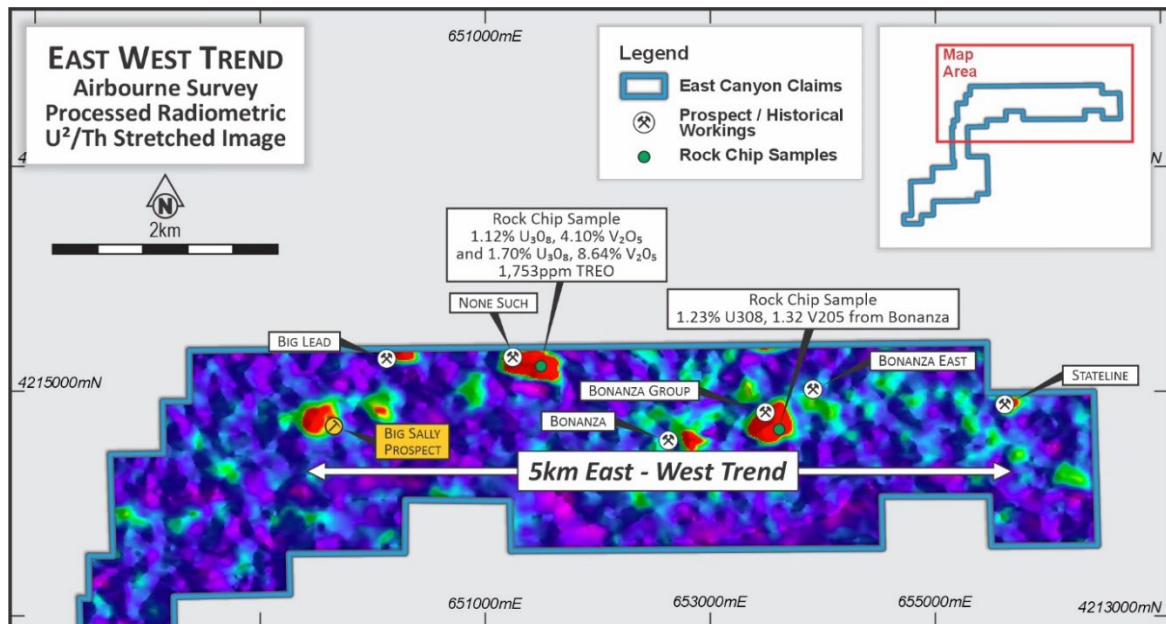 EAST WEST TREND
Airbourne Survey
Processed Radiometric
U²/Th Stretched Image
N
2km
651000mE
Legend
East Canyon Claims
Prospect / Historical
Workings
Rock Chip Samples
Map
Area
4
N
Rock Chip Sample
1.12% U₃0₈, 4.10% V₂O₅
and 1.70% U₃0₈, 8.64% V₂0₅
1,753ppm TREO
NONE SUCH
Rock Chip Sample
1.23% U308, 1.32 V205 from Bonanza
BIG LEAD
BONANZA EAST
STATELINE
4215000mN
BONANZA GROUP
BONANZA
BIG SALLY
PROSPECT
5km East - West Trend
651000mE
653000mE
655000mE
4213000mN